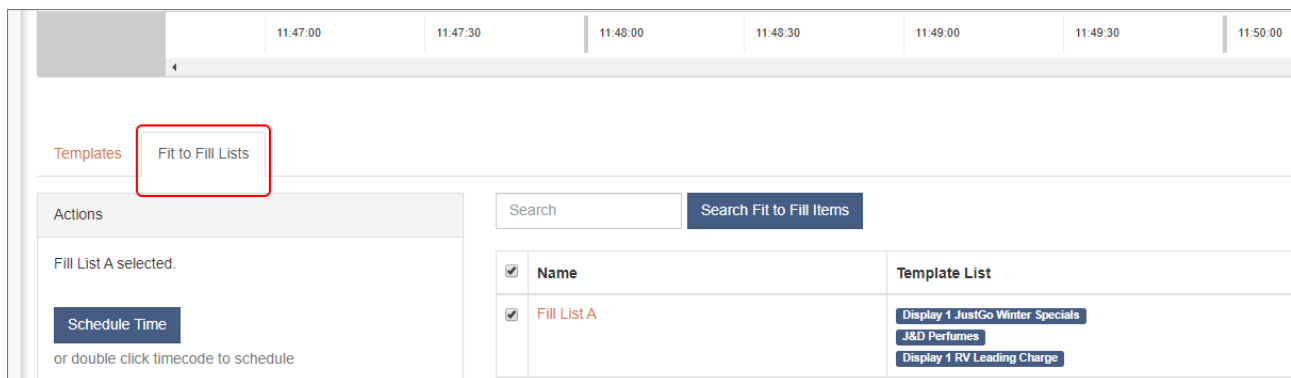 11:47:00 11:47:30 11:48:00 11:48:30 11:49:00 11:49:30 11:50:00
Templates Fit to Fill Lists
Actions
Search Search Fit to Fill Items
Fill List A selected.
Name Template List
Schedule Time
or double click timecode to schedule
Fill List A
Display 1 JustGo Winter Specials
J&D Perfumes
Display 1 RV Leading Charge